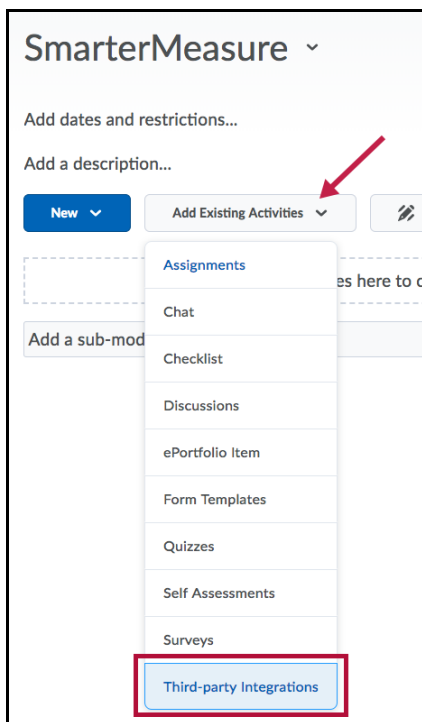 SmarterMeasure
Add dates and restrictions...
Add a description...
New
Add Existing Activities
Assignments
es here to
Chat
Add a sub-mod
Checklist
Discussions
ePortfolio Item
Form Templates
Quizzes
Self Assessments
Surveys
Third-party Integrations